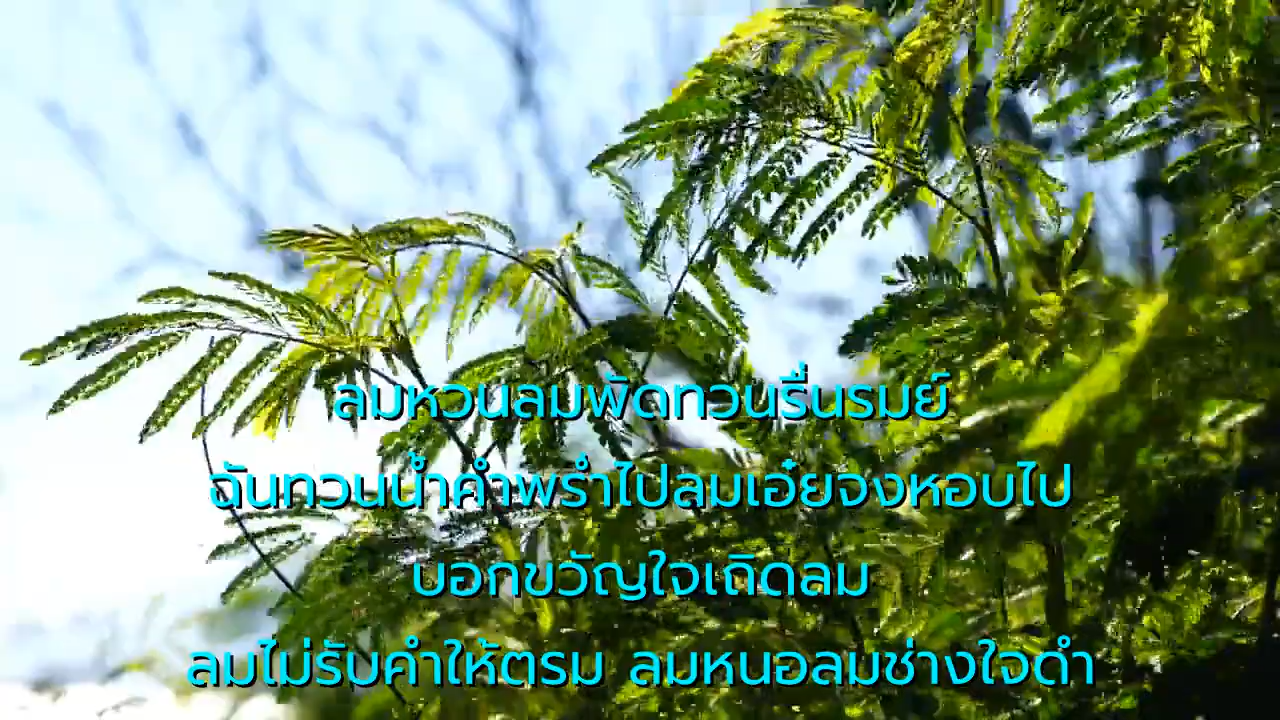 ลมหวนลมพัดทวนรื่นรมย์
ฉันทวนน้ำคำพร่ำไปลมเอ๋ยจงหอบไป
บอกขวัญใจเถิดลม
ลมไม่รับคำให้ตรม ลมหนอลมช่างใจดำ